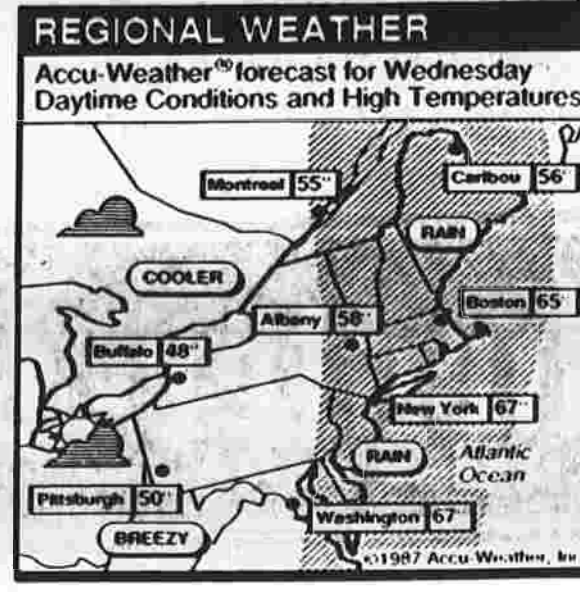 REGIONAL WEATHER
Accu-Weather® forecast for Wednesday
Daytime Conditions and High Temperatures
Montreal 55°
Caribou 56°
RAIN
COOLER
Boston 65°
Albany 58°
Buffalo 48°
New York 67°
RAIN
Atlantic
Ocean
Pittsburgh 50°
Washington 67°
BREEZY
©1987 Accu-Weather, Inc.